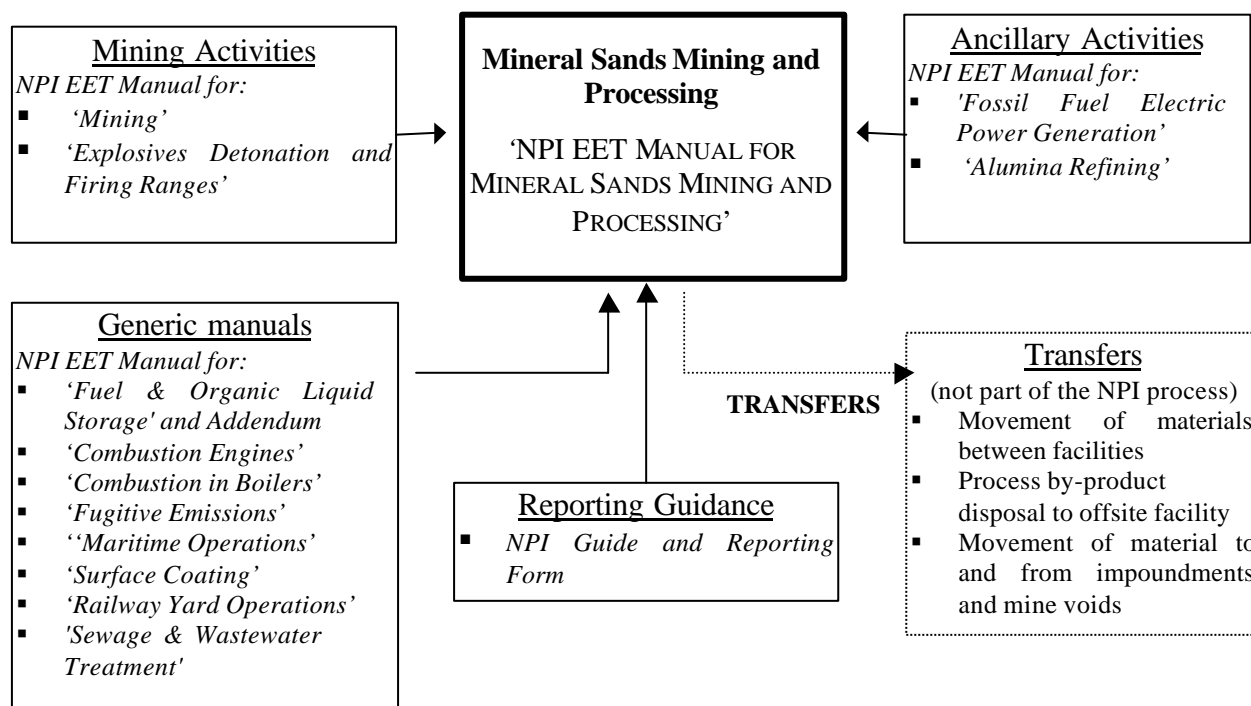 Mining Activities
NPI EET Manual for:
▪ ‘Mining’
▪ ‘Explosives Detonation and
Firing Ranges’
Mineral Sands Mining and
Processing
‘NPI EET MANUAL FOR
MINERAL SANDS MINING AND
PROCESSING’
Ancillary Activities
NPI EET Manual for:
▪ 'Fossil Fuel Electric
Power Generation’
▪ ‘Alumina Refining’
Generic manuals
NPI EET Manual for:
▪ ‘Fuel & Organic Liquid
Storage' and Addendum
▪ ‘Combustion Engines’
▪ ‘Combustion in Boilers’
▪ ‘Fugitive Emissions’
▪ ‘‘Maritime Operations’
▪ ‘Surface Coating’
▪ ‘Railway Yard Operations’
▪ 'Sewage & Wastewater
Treatment'
TRANSFERS
Reporting Guidance
▪ NPI Guide and Reporting
Form
Transfers
(not part of the NPI process)
▪ Movement of materials
between facilities
▪ Process by-product
disposal to offsite facility
▪ Movement of material to
and from impoundments
and mine voids